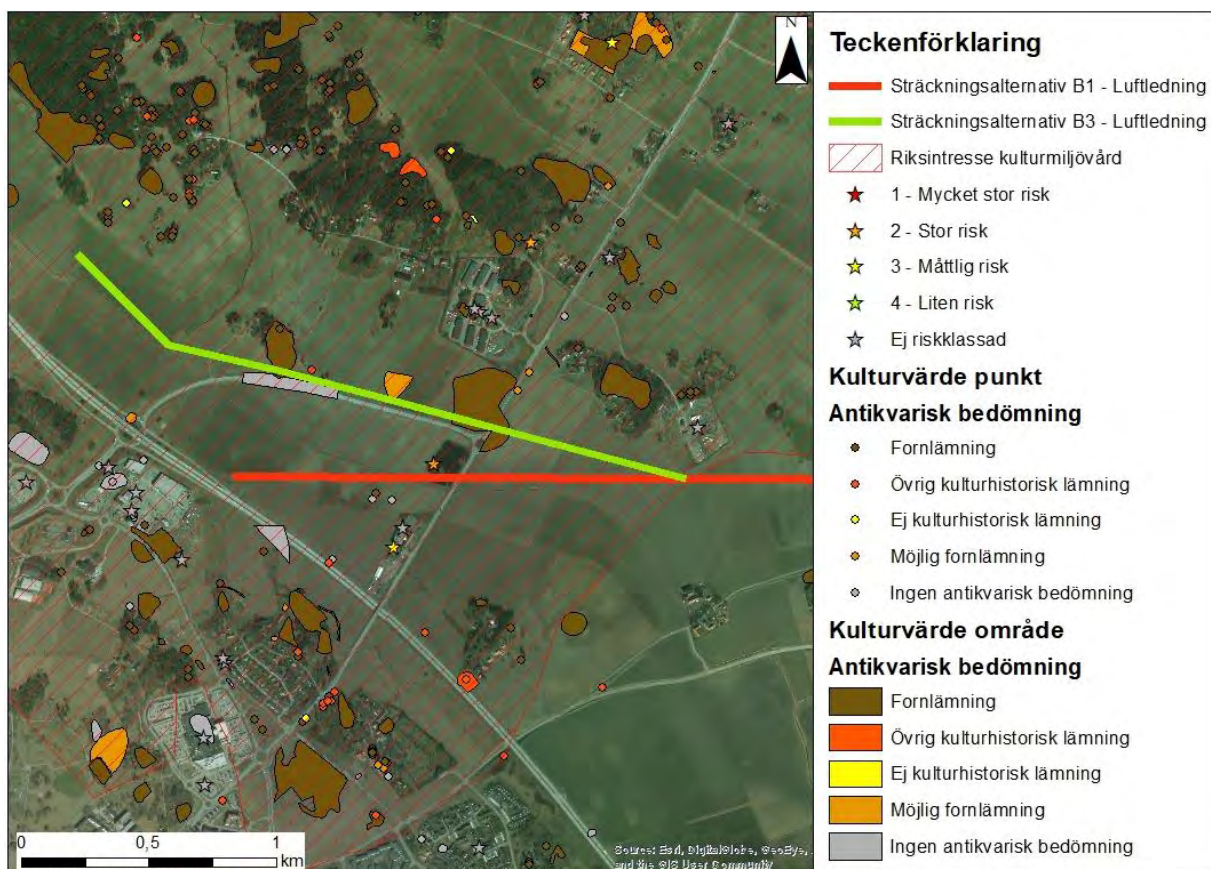 N
Teckenförklaring
Sträckningsalternativ B1 - Luftledning
Sträckningsalternativ B3 - Luftledning
Riksintresse kulturmiljövård
1 - Mycket stor risk
2 - Stor risk
3 - Måttlig risk
4 - Liten risk
Ej riskklassad
Kulturvärde punkt
Antikvarisk bedömning
Fornlämning
Övrig kulturhistorisk lämning
Ej kulturhistorisk lämning
Möjlig fornlämning
Ingen antikvarisk bedömning
Kulturvärde område
Antikvarisk bedömning
Fornlämning
Övrig kulturhistorisk lämning
Ej kulturhistorisk lämning
Möjlig fornlämning
Ingen antikvarisk bedömning
0 0,5 1
km
Source: Esri, DigitalGlobe, GeoEye,
and the GIS User Community